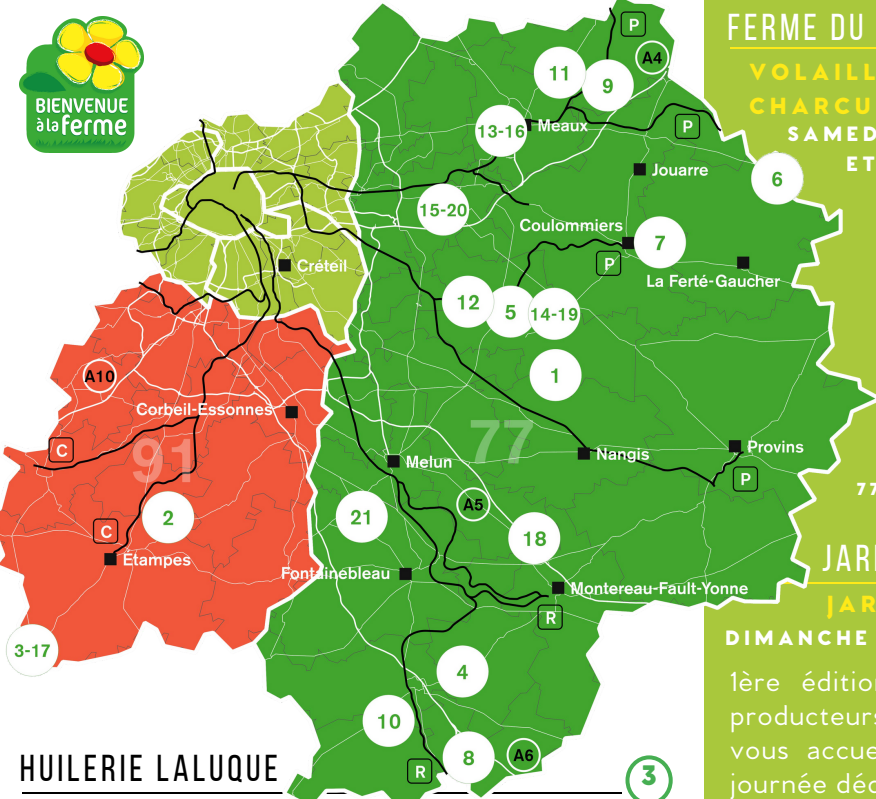 BIENVENUE
à la ferme
P
A4
11
9
13-16
Meaux
P
Jouarre
6
15-20
Coulommiers
7
P
La Ferté-Gaucher
Créteil
12
5
14-19
1
A10
Corbeil-Essonnes
C
91
77
Melun
Nangis
Provins
P
A5
2
21
18
C
Étampes
Fontainebleau
Montereau-Fault-Yonne
R
3-17
4
10
8
A6
R
HUILERIE LALUQUE
3
FERME DU
VOLAILL
CHARCU
SAMED
ET
77
JARD
JAR
DIMANCHE
1ère édition
producteurs
vous accue
journée déc